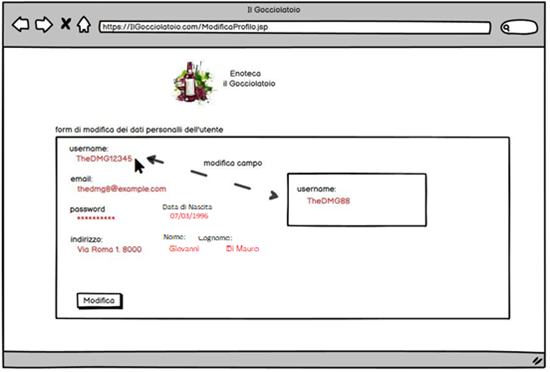 Il Gocciolatoio
https://IlGocciolatoio.com/ModificaProfilo.jsp
Enoteca
il Gocciolatoio
form di modifica dei dati personalli dell'utente
username:
TheDMG12345
modifica campo
username:
TheDMG88
email:
thedmg8@example.com
password
**********
Data di Nascita
07/03/1996
indirizzo:
Via Roma 1. 8000
Nome:
Giovanni
Cognome:
Di Mauro
Modifica